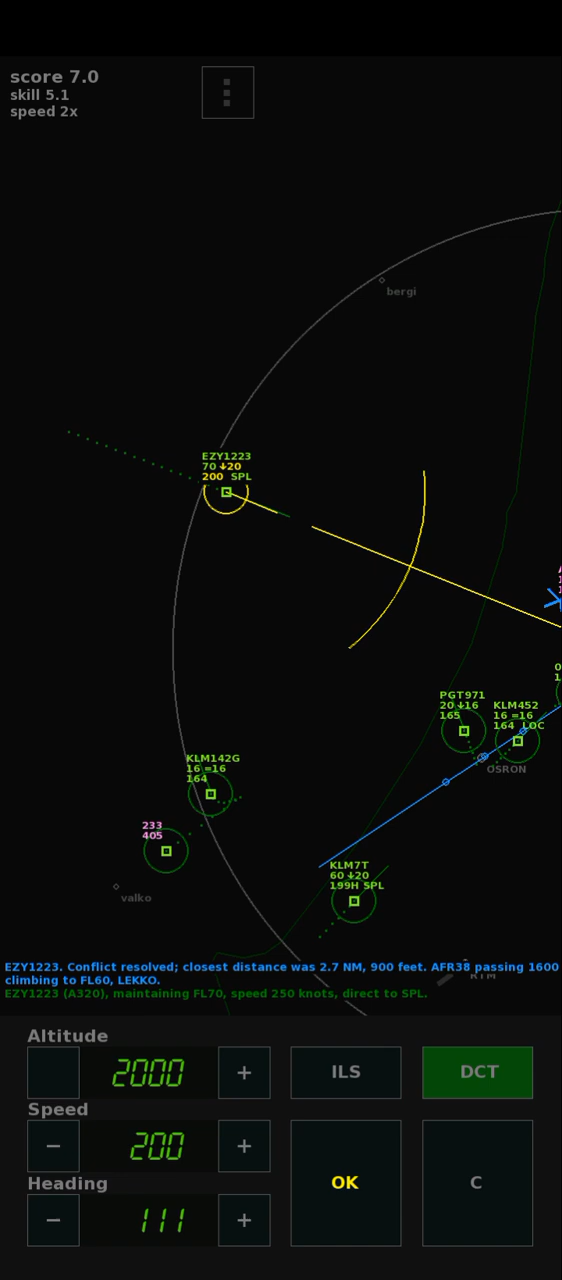 score 7.0
skill 5.1
speed 2x
bergi
EZY1223
70 ↓20
200 SPL
PGT971
20 ↓16
165
KLM452
16 =16
164 LOC
OSRON
KLM142G
16 =16
164
233
405
valko
KLM7T
60 ↓20
199H SPL
EZY1223. Conflict resolved; closest distance was 2.7 NM, 900 feet. AFR38 passing 1600
climbing to FL60, LEKKO.
RTM
EZY1223 (A320), maintaining FL70, speed 250 knots, direct to SPL.
Altitude
2000 +
ILS
DCT
Speed
− 200 +
OK
C
Heading
− 111 +